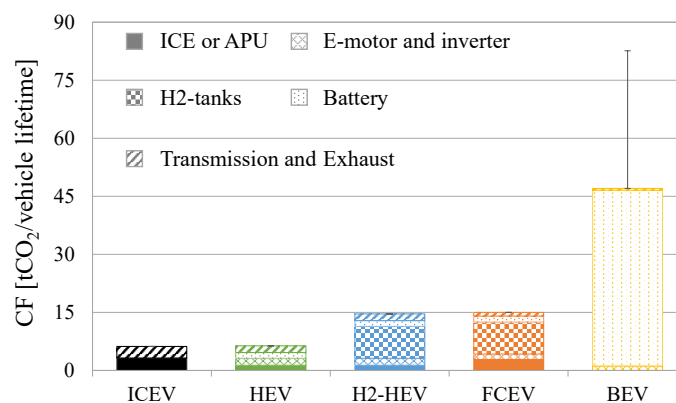 CF [tCO₂/vehicle lifetime]
90
75
60
45
30
15
0
ICE or APU
E-motor and inverter
H2-tanks
Battery
Transmission and Exhaust
ICEV
HEV
H2-HEV
FCEV
BEV